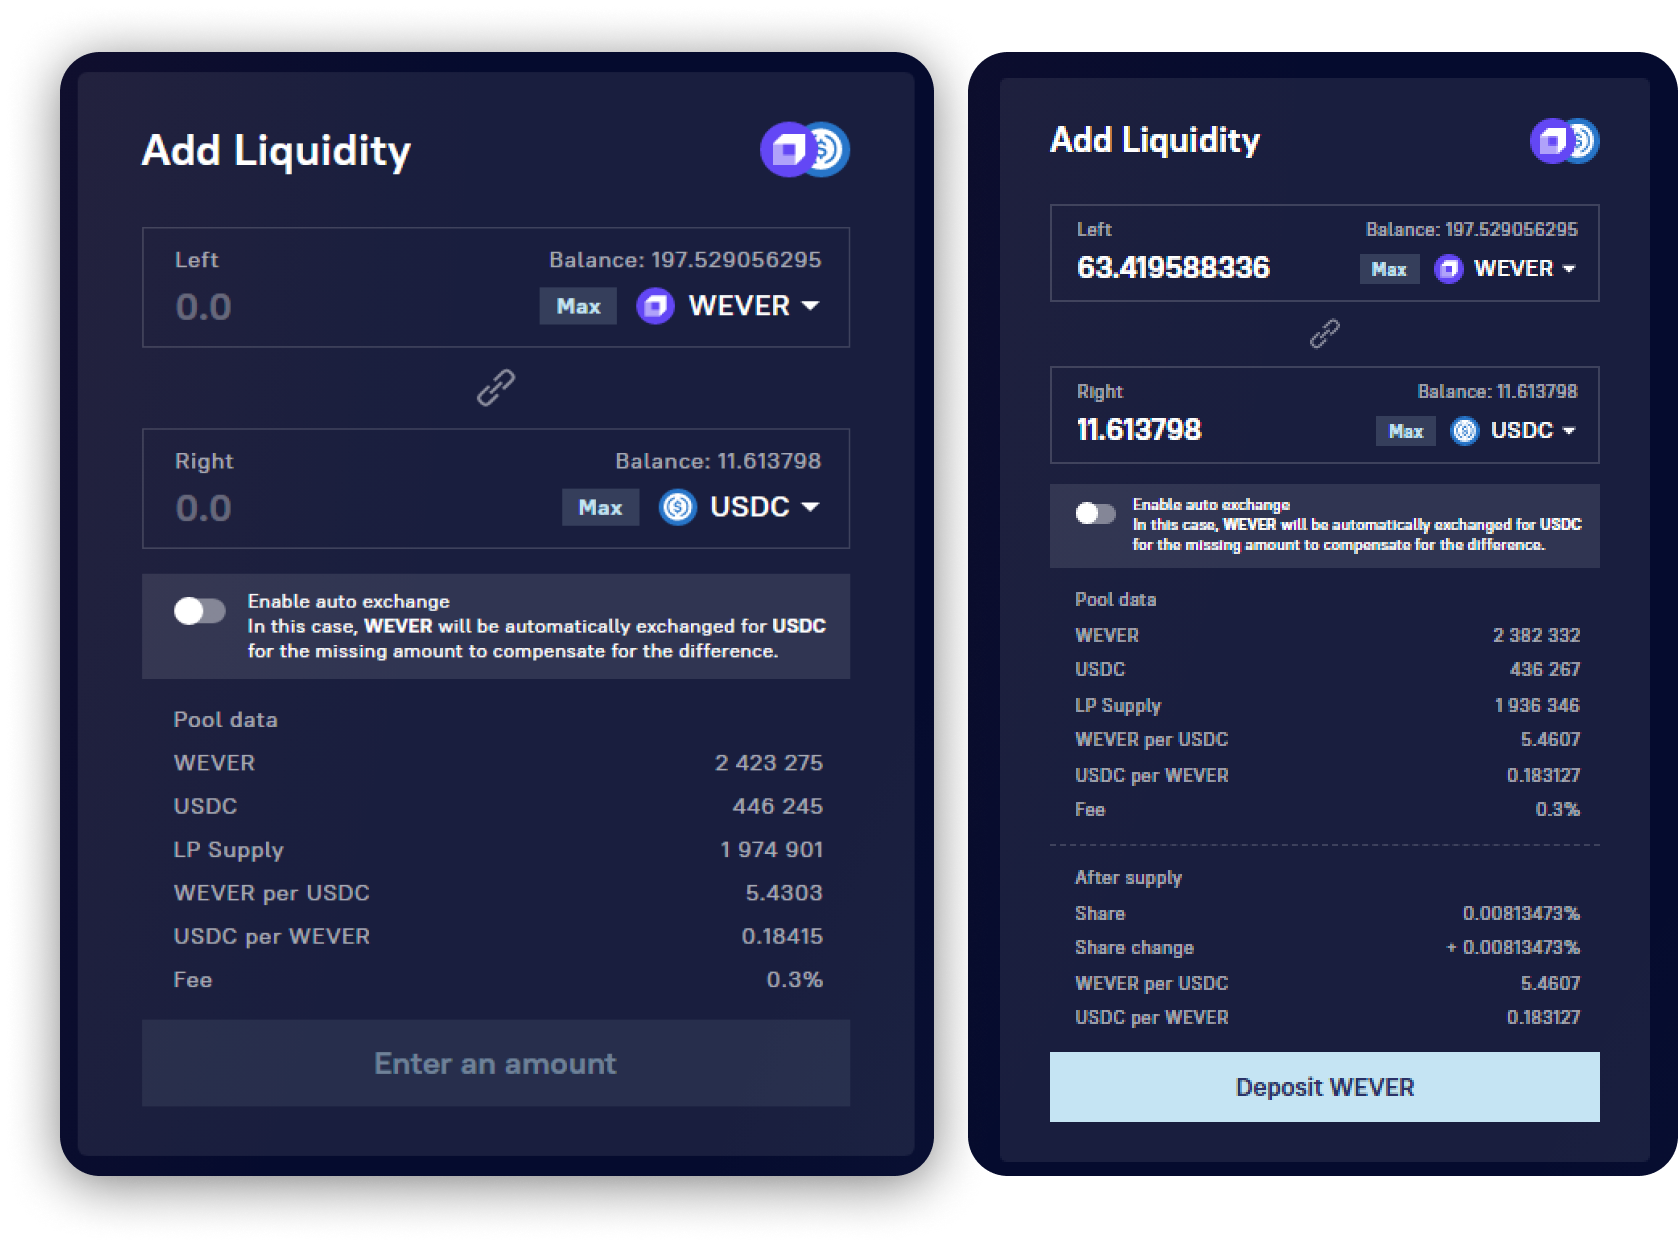 Add Liquidity
Left
Balance: 197.529056295
0.0
Max
WEVER
Right
Balance: 11.613798
0.0
Max
USDC
Enable auto exchange
In this case, WEVER will be automatically exchanged for USDC
for the missing amount to compensate for the difference.
Pool data
WEVER 2 423 275
USDC 446 245
LP Supply 1 974 901
WEVER per USDC 5.4303
USDC per WEVER 0.18415
Fee 0.3%
Enter an amount
Add Liquidity
Left
Balance: 197.529056295
63.419588336
Max
WEVER
Right
Balance: 11.613798
11.613798
Max
USDC
Enable auto exchange
In this case, WEVER will be automatically exchanged for USDC
for the missing amount to compensate for the difference.
Pool data
WEVER 2 382 332
USDC 436 267
LP Supply 1 936 346
WEVER per USDC 5.4607
USDC per WEVER 0.183127
Fee 0.3%
After supply
Share 0.00813473%
Share change + 0.00813473%
WEVER per USDC 5.4607
USDC per WEVER 0.183127
Deposit WEVER